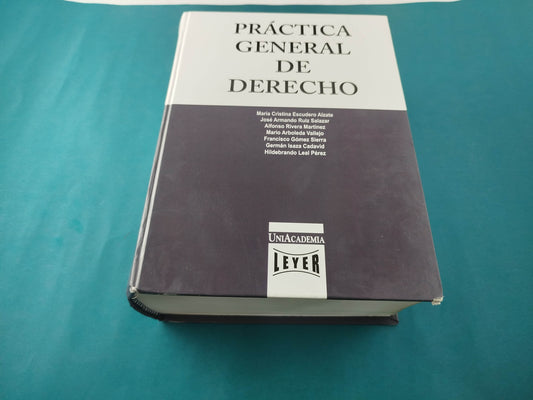 PRÁCTICA
GENERAL
DE
DERECHO
María Cristina Escudero Alzate
José Armando Ruiz Salazar
Alfonso Rivera Martínez
Mario Arboleda Vallejo
Francisco Gómez Sierra
Germán Isaza Cadavid
Hildebrando Leal Pérez
UNIACADEMIA
LEYER